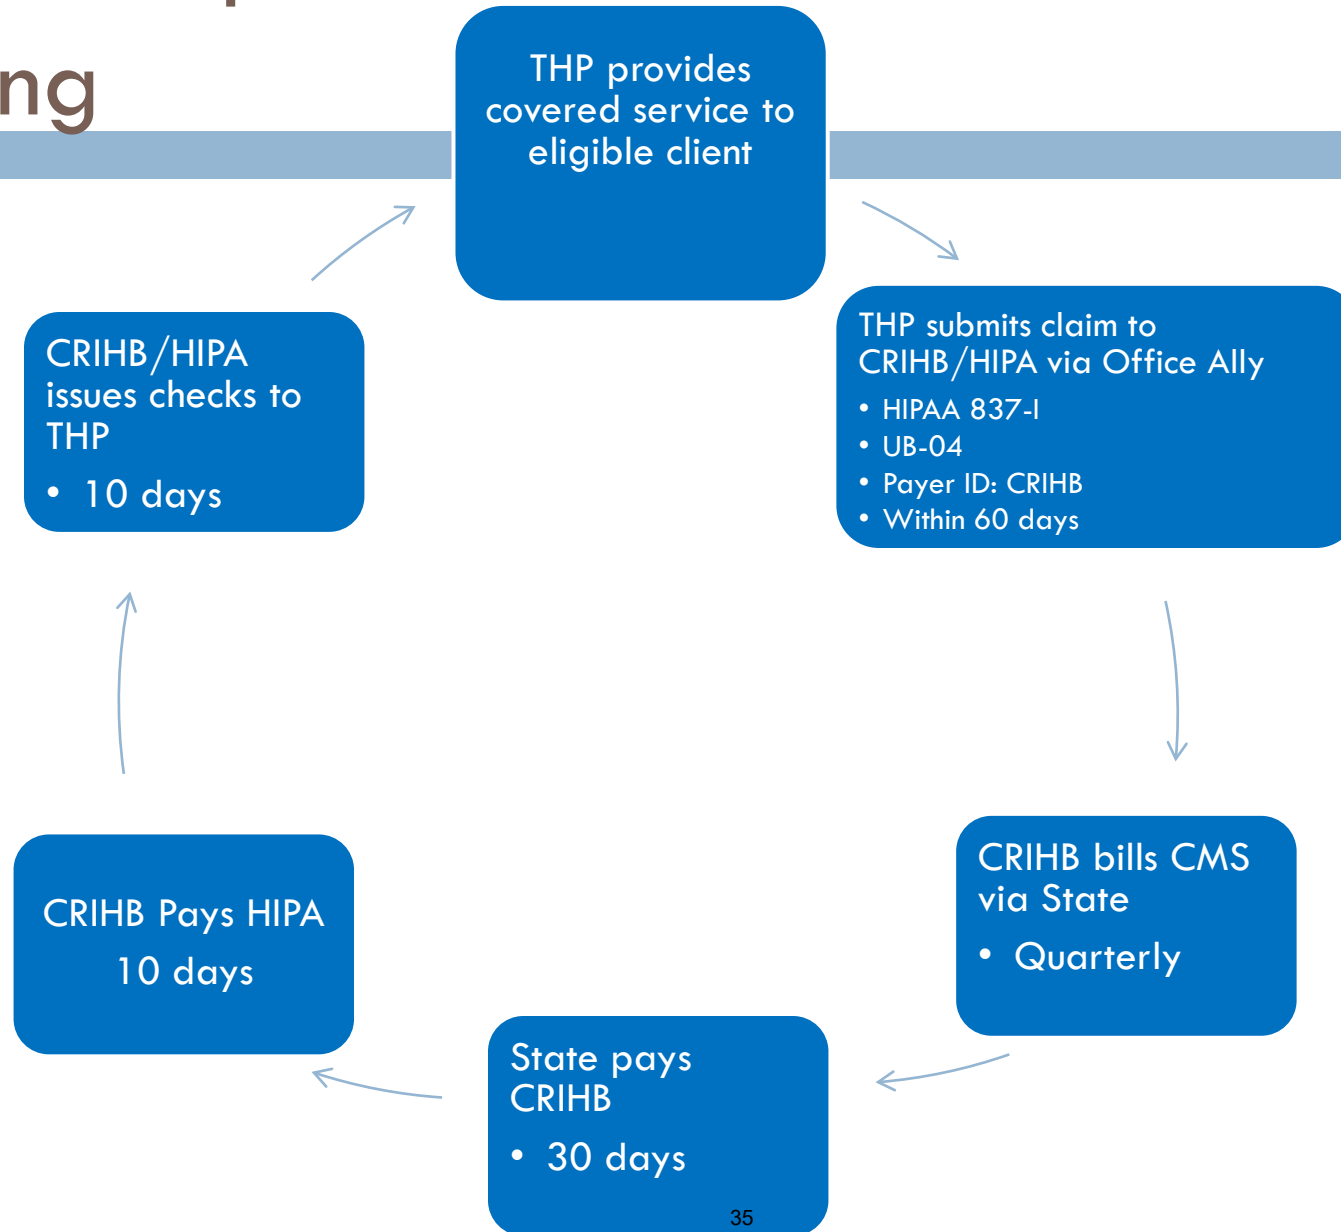 ng
THP provides
covered service to
eligible client
THP submits claim to
CRIHB/HIPA via Office Ally
• HIPAA 837-I
• UB-04
• Payer ID: CRIHB
• Within 60 days
CRIHB bills CMS
via State
• Quarterly
State pays
CRIHB
• 30 days
CRIHB Pays HIPA
10 days
CRIHB/HIPA
issues checks to
THP
• 10 days
35